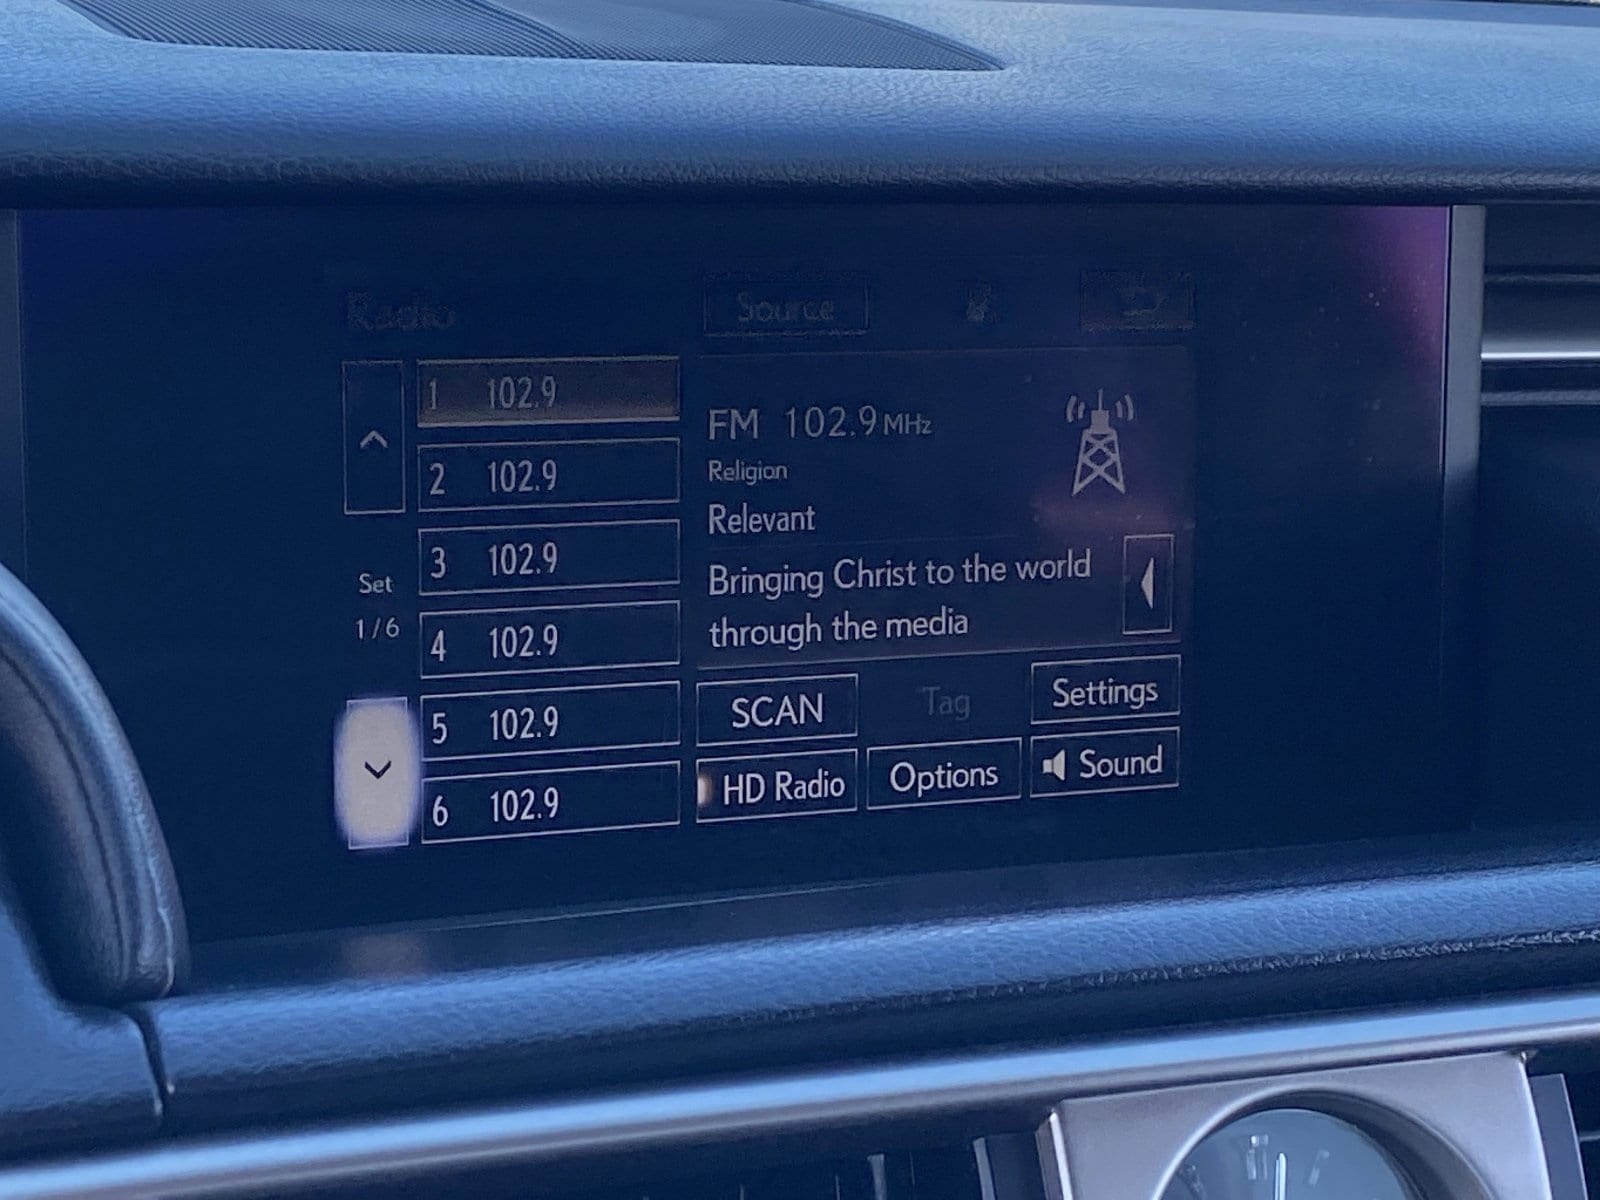 Radio
Source
1 102.9
2 102.9
3 102.9
4 102.9
5 102.9
6 102.9
Set
1/6
FM 102.9 MHz
Religion
Relevant
Bringing Christ to the world
through the media
SCAN
Tag
Settings
HD Radio
Options
Sound